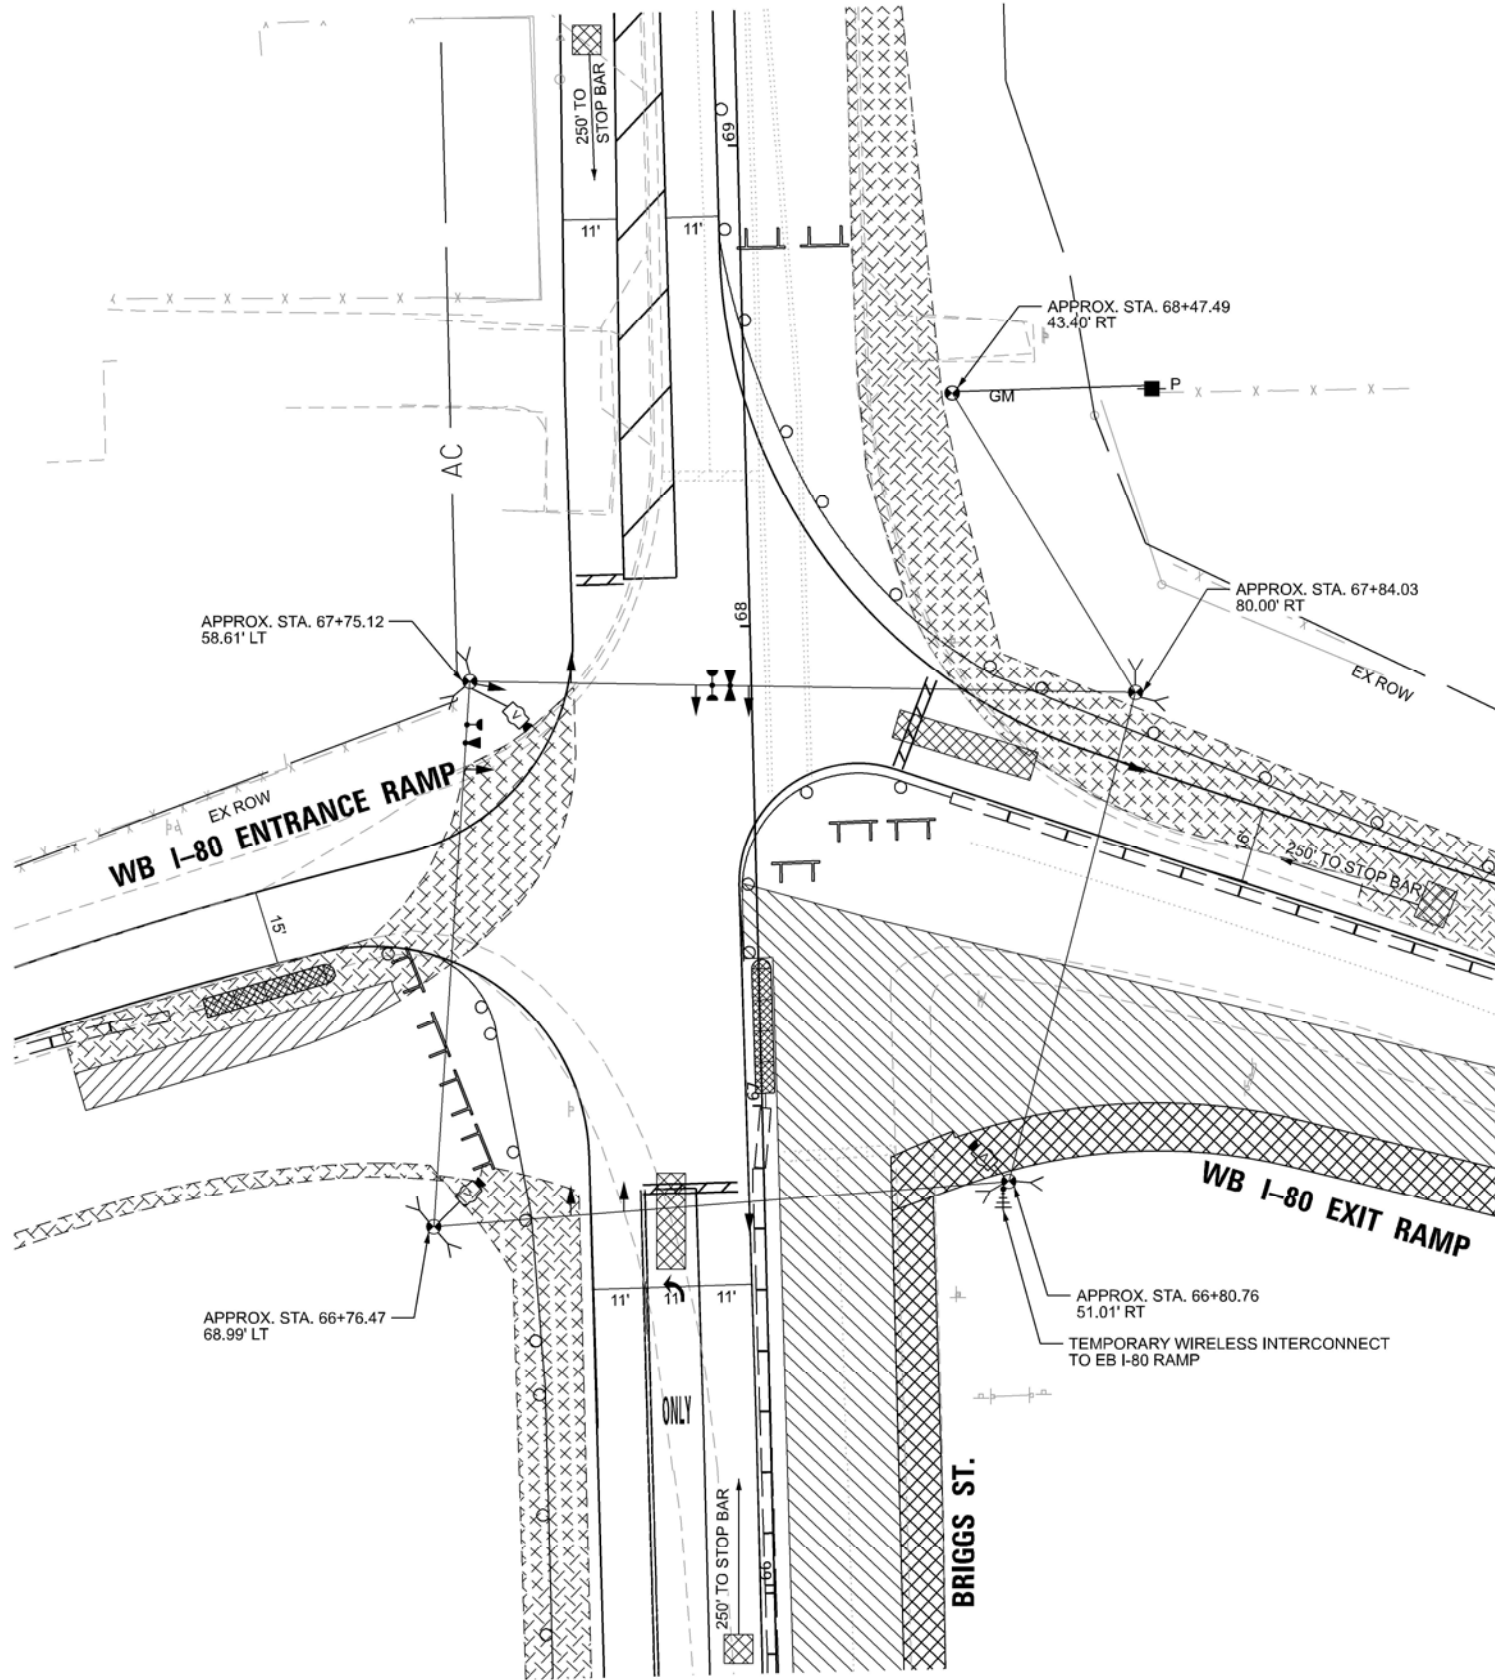 250' TO
STOP BAR
69
11'
11'
APPROX. STA. 68+47.49
43.40' RT
P
GM
AC
APPROX. STA. 67+84.03
80.00' RT
68
APPROX. STA. 67+75.12
58.61' LT
EX ROW
V
EX ROW
WB I-80 ENTRANCE RAMP
16'
250' TO STOP BAR
15'
67
V
V
WB I-80 EXIT RAMP
APPROX. STA. 66+76.47
68.99' LT
11'
11'
11'
APPROX. STA. 66+80.76
51.01' RT
TEMPORARY WIRELESS INTERCONNECT
TO EB I-80 RAMP
ONLY
250' TO STOP BAR
66
BRIGGS ST.